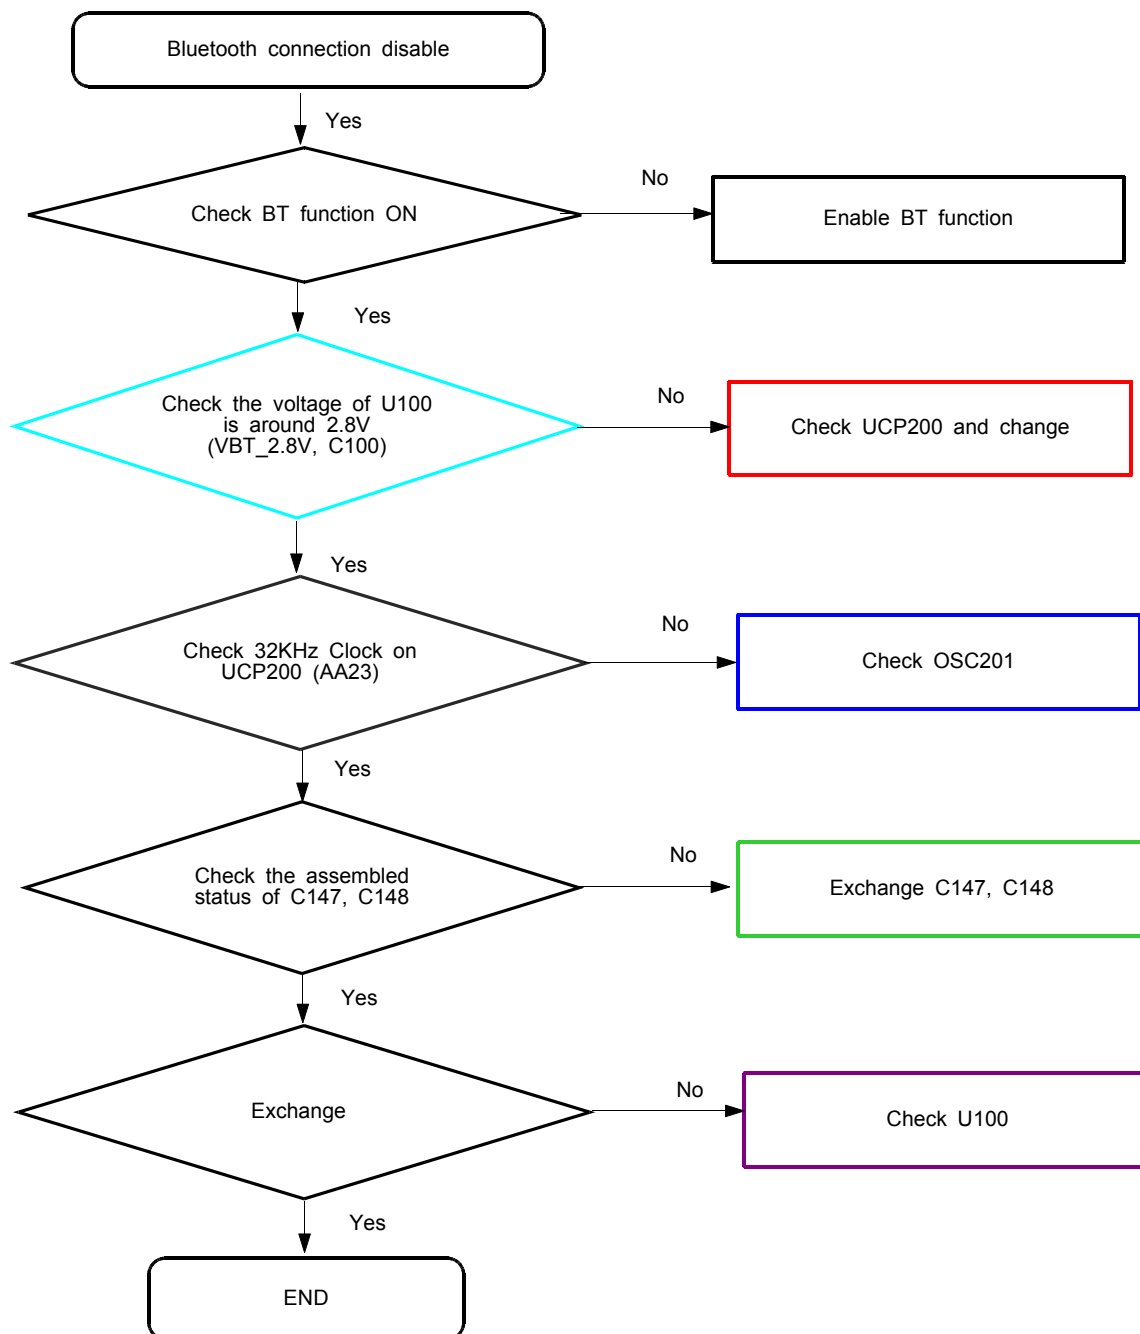 Bluetooth connection disable
Yes
Check BT function ON
No
Enable BT function
Yes
Check the voltage of U100
is around 2.8V
(VBT_2.8V, C100)
No
Check UCP200 and change
Yes
Check 32KHz Clock on
UCP200 (AA23)
No
Check OSC201
Yes
Check the assembled
status of C147, C148
No
Exchange C147, C148
Yes
Exchange
No
Check U100
Yes
END